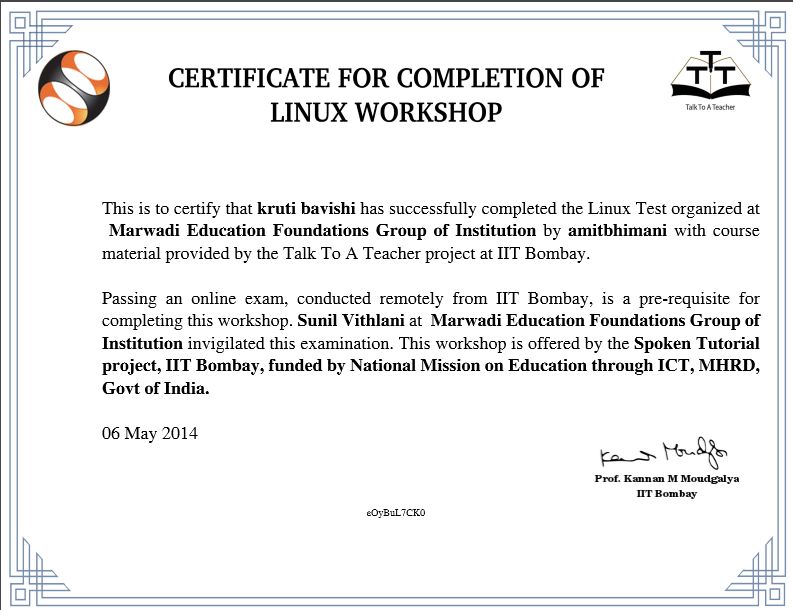 CERTIFICATE FOR COMPLETION OF
LINUX WORKSHOP
TTT
Talk To A Teacher
This is to certify that kruti bavishi has successfully completed the Linux Test organized at
Marwadi Education Foundations Group of Institution by amitbhimani with course
material provided by the Talk To A Teacher project at IIT Bombay.
Passing an online exam, conducted remotely from IIT Bombay, is a pre-requisite for
completing this workshop. Sunil Vithlani at Marwadi Education Foundations Group of
Institution invigilated this examination. This workshop is offered by the Spoken Tutorial
project, IIT Bombay, funded by National Mission on Education through ICT, MHRD,
Govt of India.
06 May 2014
Kannan Moudgalya
Prof. Kannan M Moudgalya
IIT Bombay
eOyBuL7CK0